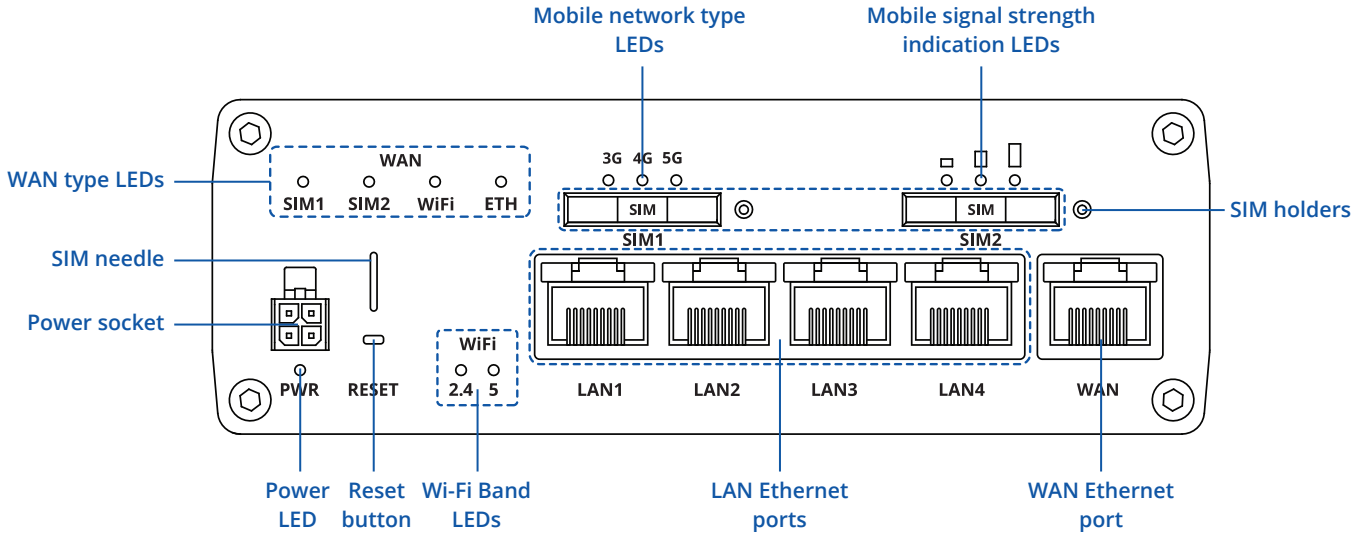 Mobile network type
LEDs
Mobile signal strength
indication LEDs
WAN
3G 4G 5G
WAN type LEDs
SIM1 SIM2 WiFi ETH
SIM
SIM
SIM holders
SIM1
SIM2
SIM needle
Power socket
WiFi
2.4 5
PWR
RESET
LAN1
LAN2
LAN3
LAN4
WAN
Power
LED
Reset
button
Wi-Fi Band
LEDs
LAN Ethernet
ports
WAN Ethernet
port